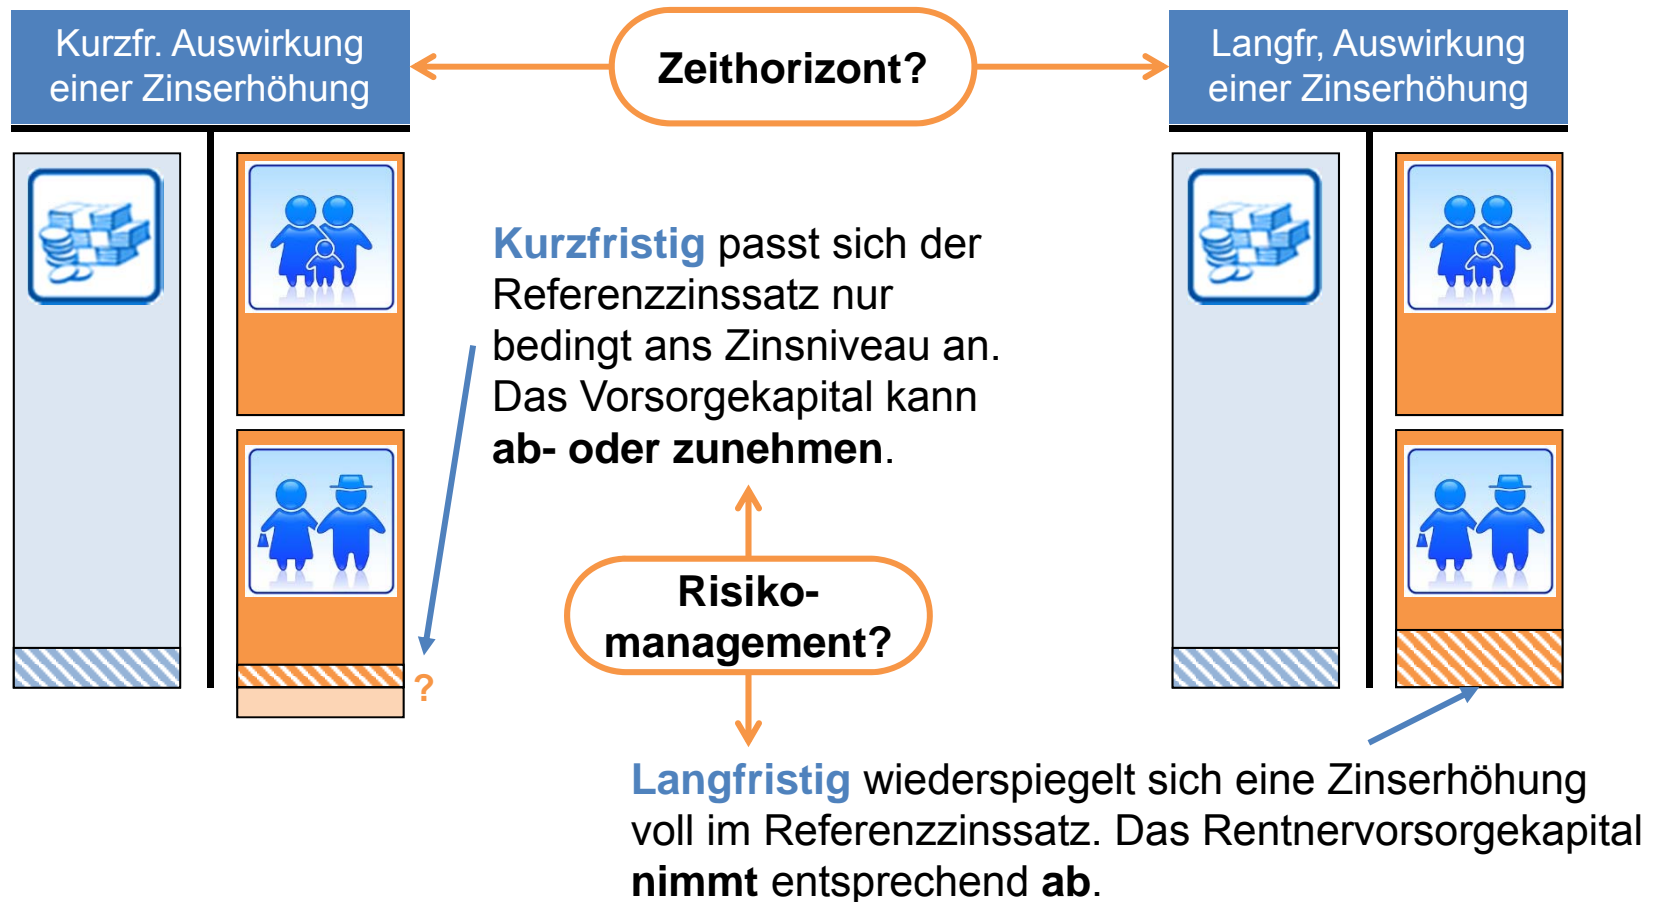 Kurzfr. Auswirkung
einer Zinserhöhung
Zeithorizont?
Langfr, Auswirkung
einer Zinserhöhung
Kurzfristig passt sich der
Referenzzinssatz nur
bedingt ans Zinsniveau an.
Das Vorsorgekapital kann
ab- oder zunehmen.
Risiko-
management?
?
Langfristig wiederspiegelt sich eine Zinserhöhung
voll im Referenzzinssatz. Das Rentnervorsorgekapital
nimmt entsprechend ab.